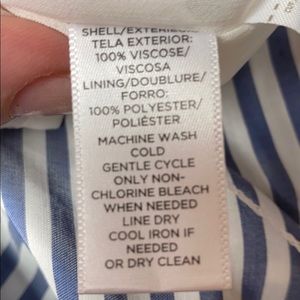 SHELL/EXTERIEUR/
TELA EXTERIOR:
100% VISCOSE/
VISCOSA
LINING/DOUBLURE/
FORRO:
100% POLYESTER/
POLIÉSTER
MACHINE WASH
COLD
GENTLE CYCLE
ONLY NON-
CHLORINE BLEACH
WHEN NEEDED
LINE DRY
COOL IRON IF
NEEDED
OR DRY CLEAN